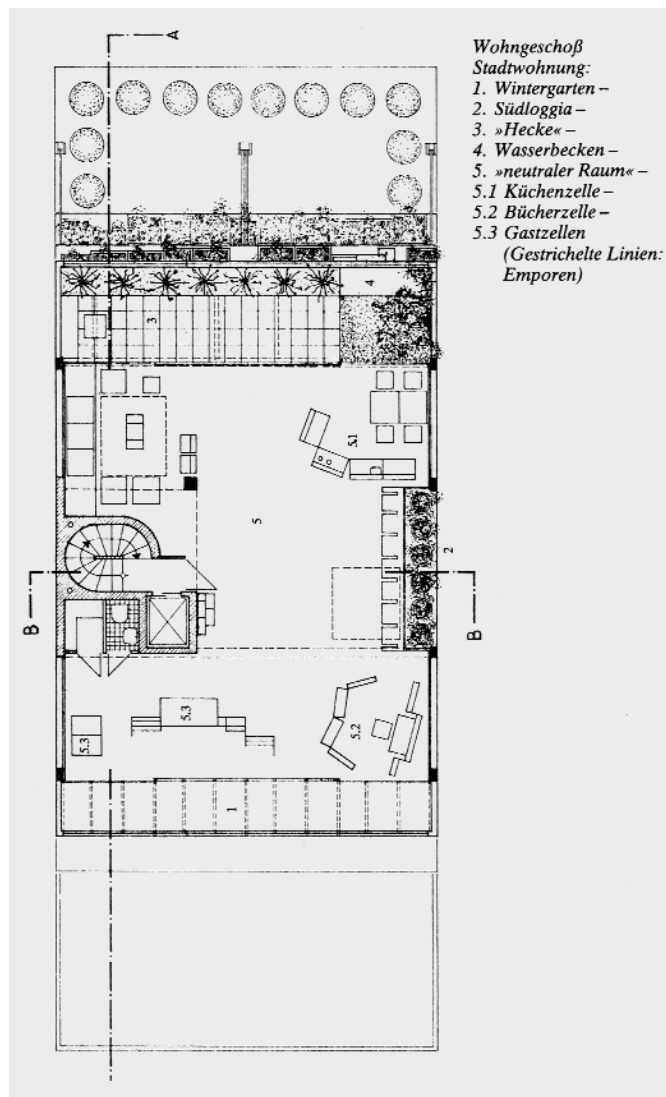 Wohngeschoß
Stadtwohnung:
1. Wintergarten –
2. Südloggia –
3. »Hecke« –
4. Wasserbecken –
5. »neutraler Raum« –
5.1 Küchenzelle –
5.2 Bücherzelle –
5.3 Gastzellen
(Gestrichelte Linien:
Emporen)
A
4
3
5.1
5
2
B
B
5.3
5.3
5.2
1